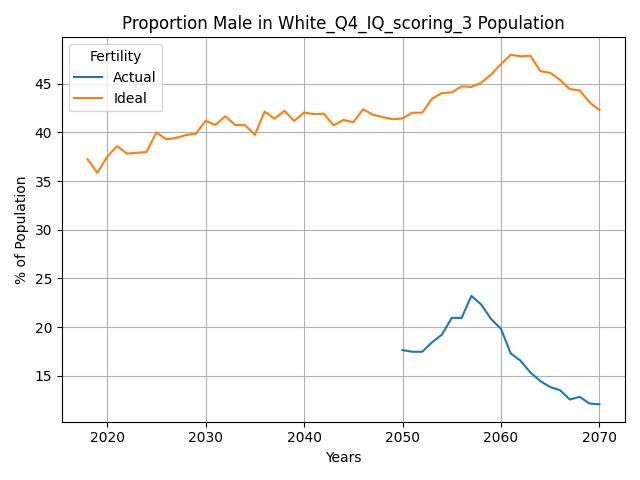 Proportion Male in White_Q4_IQ_scoring_3 Population
Fertility
Actual
Ideal
% of Population
45
40
35
30
25
20
15
2020 2030 2040 2050 2060 2070
Years